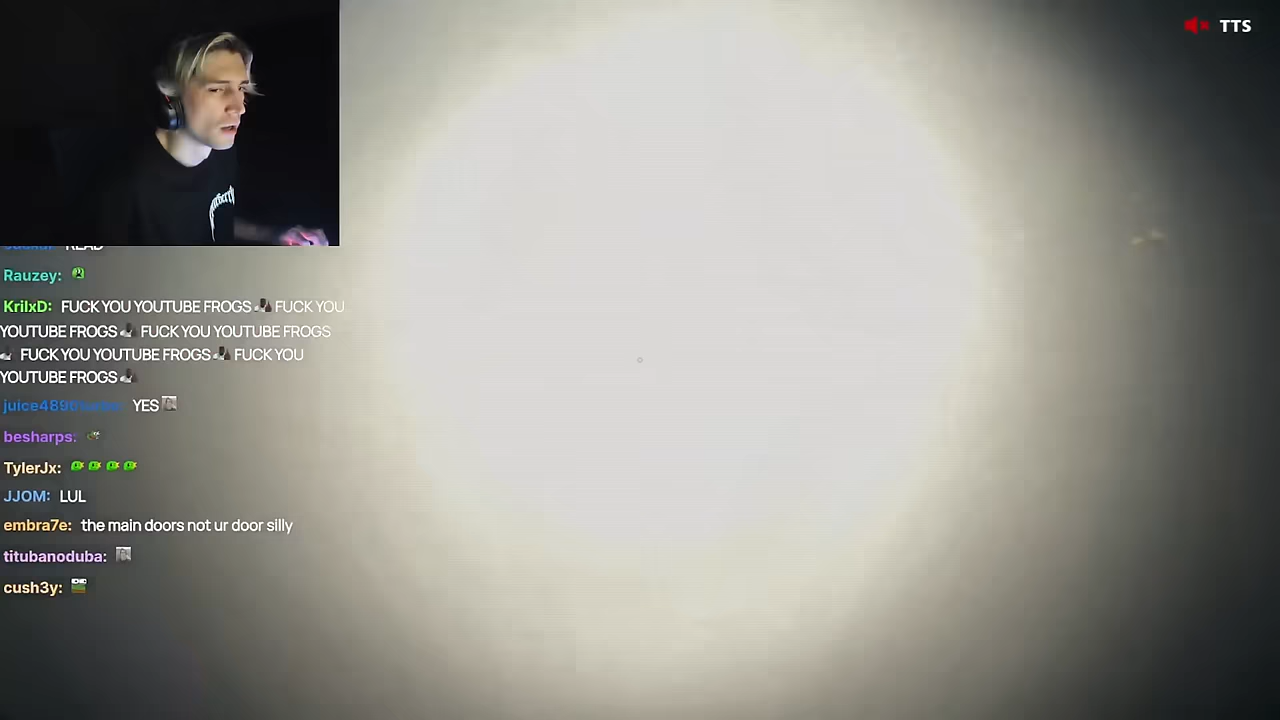 TTS
READ
Rauzey:
KrilxD: FUCK YOU YOUTUBE FROGS FUCK YOU
YOUTUBE FROGS FUCK YOU YOUTUBE FROGS
FUCK YOU YOUTUBE FROGS FUCK YOU
YOUTUBE FROGS
YES
besharps:
TylerJx:
JJOM: LUL
embra7e: the main doors not ur door silly
titubanoduba:
cush3y: